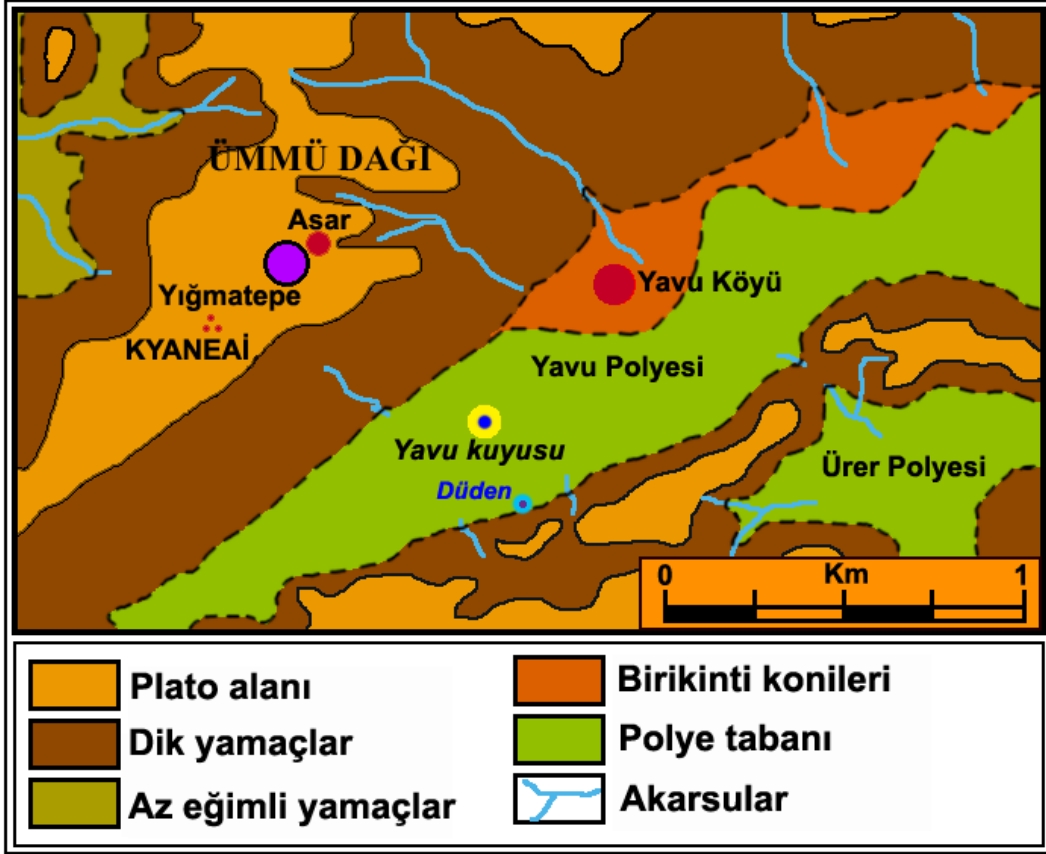 ÜMMÜ DAĞI
Asar
Yığmatepe
KYANEAİ
Yavu Köyü
Yavu Polyesi
Yavu kuyusu
Düden
Ürer Polyesi
0 Km 1
Plato alanı
Dik yamaçlar
Az eğimli yamaçlar
Birikinti konileri
Polye tabanı
Akarsular